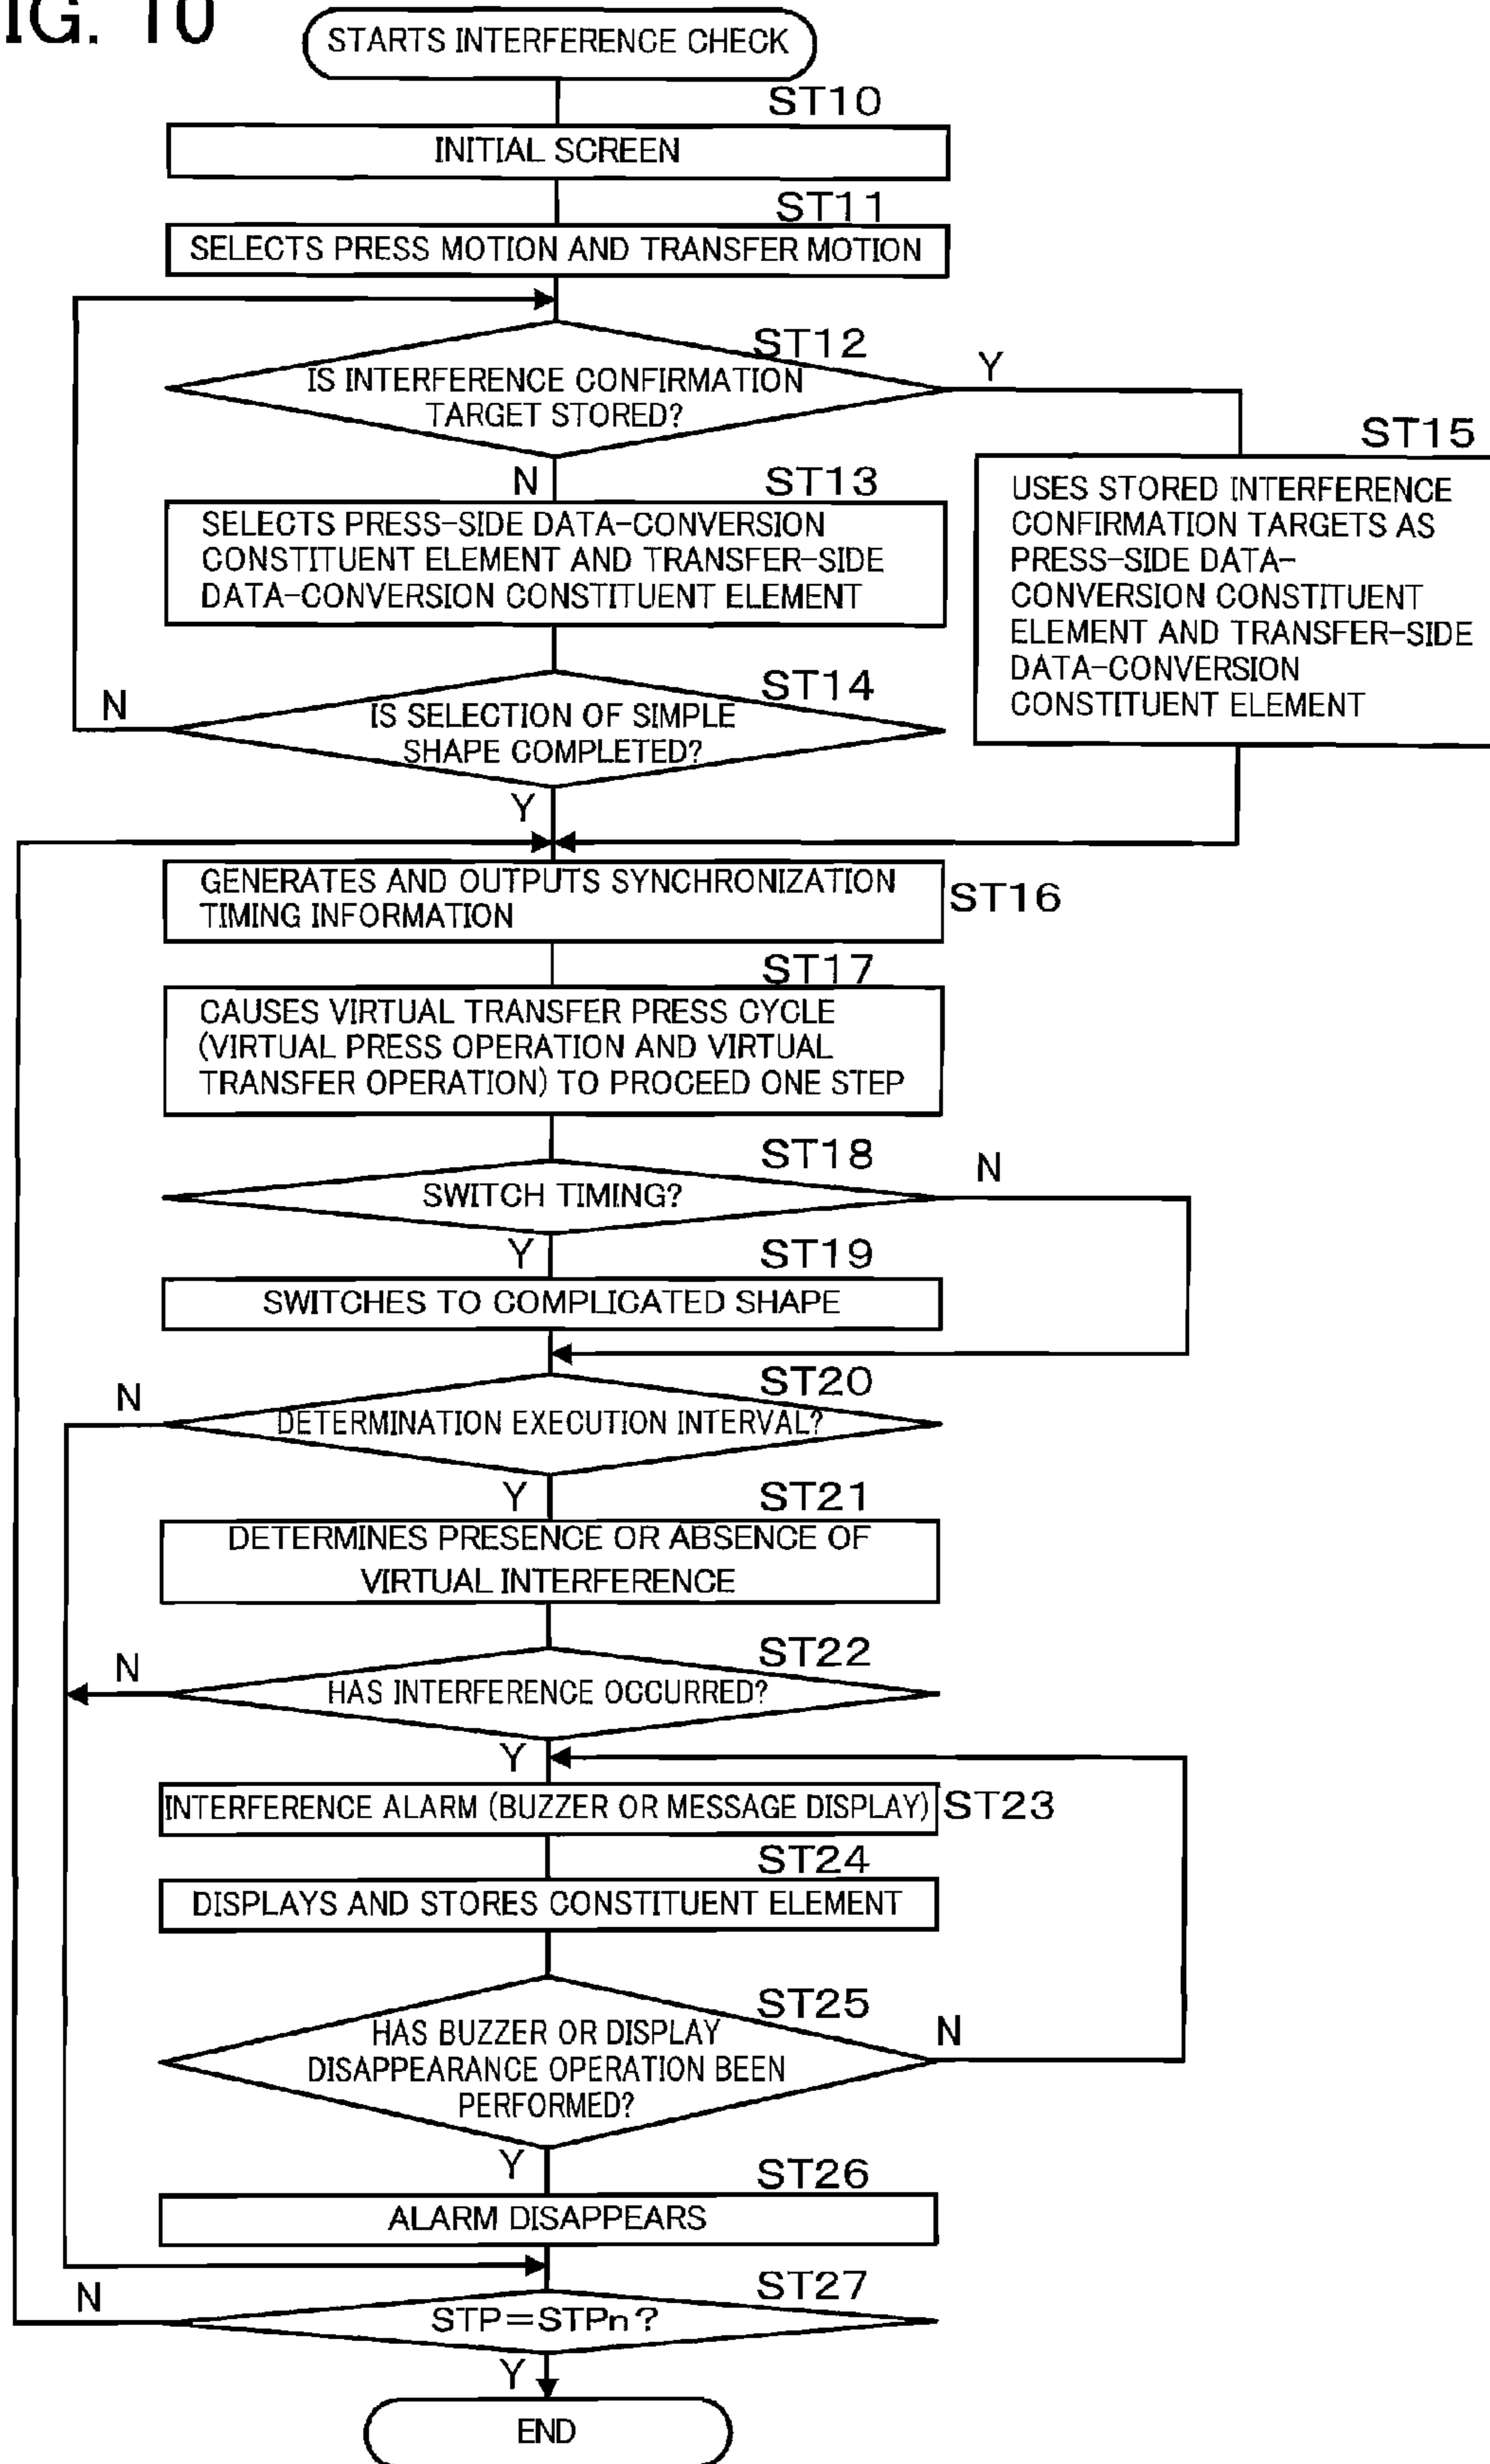 IG. 10
STARTS INTERFERENCE CHECK
ST10
INITIAL SCREEN
ST11
SELECTS PRESS MOTION AND TRANSFER MOTION
ST12
IS INTERFERENCE CONFIRMATION
TARGET STORED?
Y
N
ST13
SELECTS PRESS-SIDE DATA-CONVERSION
CONSTITUENT ELEMENT AND TRANSFER-SIDE
DATA-CONVERSION CONSTITUENT ELEMENT
ST15
USES STORED INTERFERENCE
CONFIRMATION TARGETS AS
PRESS-SIDE DATA-
CONVERSION CONSTITUENT
ELEMENT AND TRANSFER-SIDE
DATA-CONVERSION
CONSTITUENT ELEMENT
ST14
N
IS SELECTION OF SIMPLE
SHAPE COMPLETED?
Y
GENERATES AND OUTPUTS SYNCHRONIZATION
TIMING INFORMATION
ST16
ST17
CAUSES VIRTUAL TRANSFER PRESS CYCLE
(VIRTUAL PRESS OPERATION AND VIRTUAL
TRANSFER OPERATION) TO PROCEED ONE STEP
ST18
N
SWITCH TIMING?
Y
ST19
SWITCHES TO COMPLICATED SHAPE
ST20
N
DETERMINATION EXECUTION INTERVAL?
Y
ST21
DETERMINES PRESENCE OR ABSENCE OF
VIRTUAL INTERFERENCE
ST22
N
HAS INTERFERENCE OCCURRED?
Y
INTERFERENCE ALARM (BUZZER OR MESSAGE DISPLAY)
ST23
ST24
DISPLAYS AND STORES CONSTITUENT ELEMENT
ST25
HAS BUZZER OR DISPLAY
DISAPPEARANCE OPERATION BEEN
PERFORMED?
N
Y
ST26
ALARM DISAPPEARS
ST27
N
STP=STPn?
Y
END